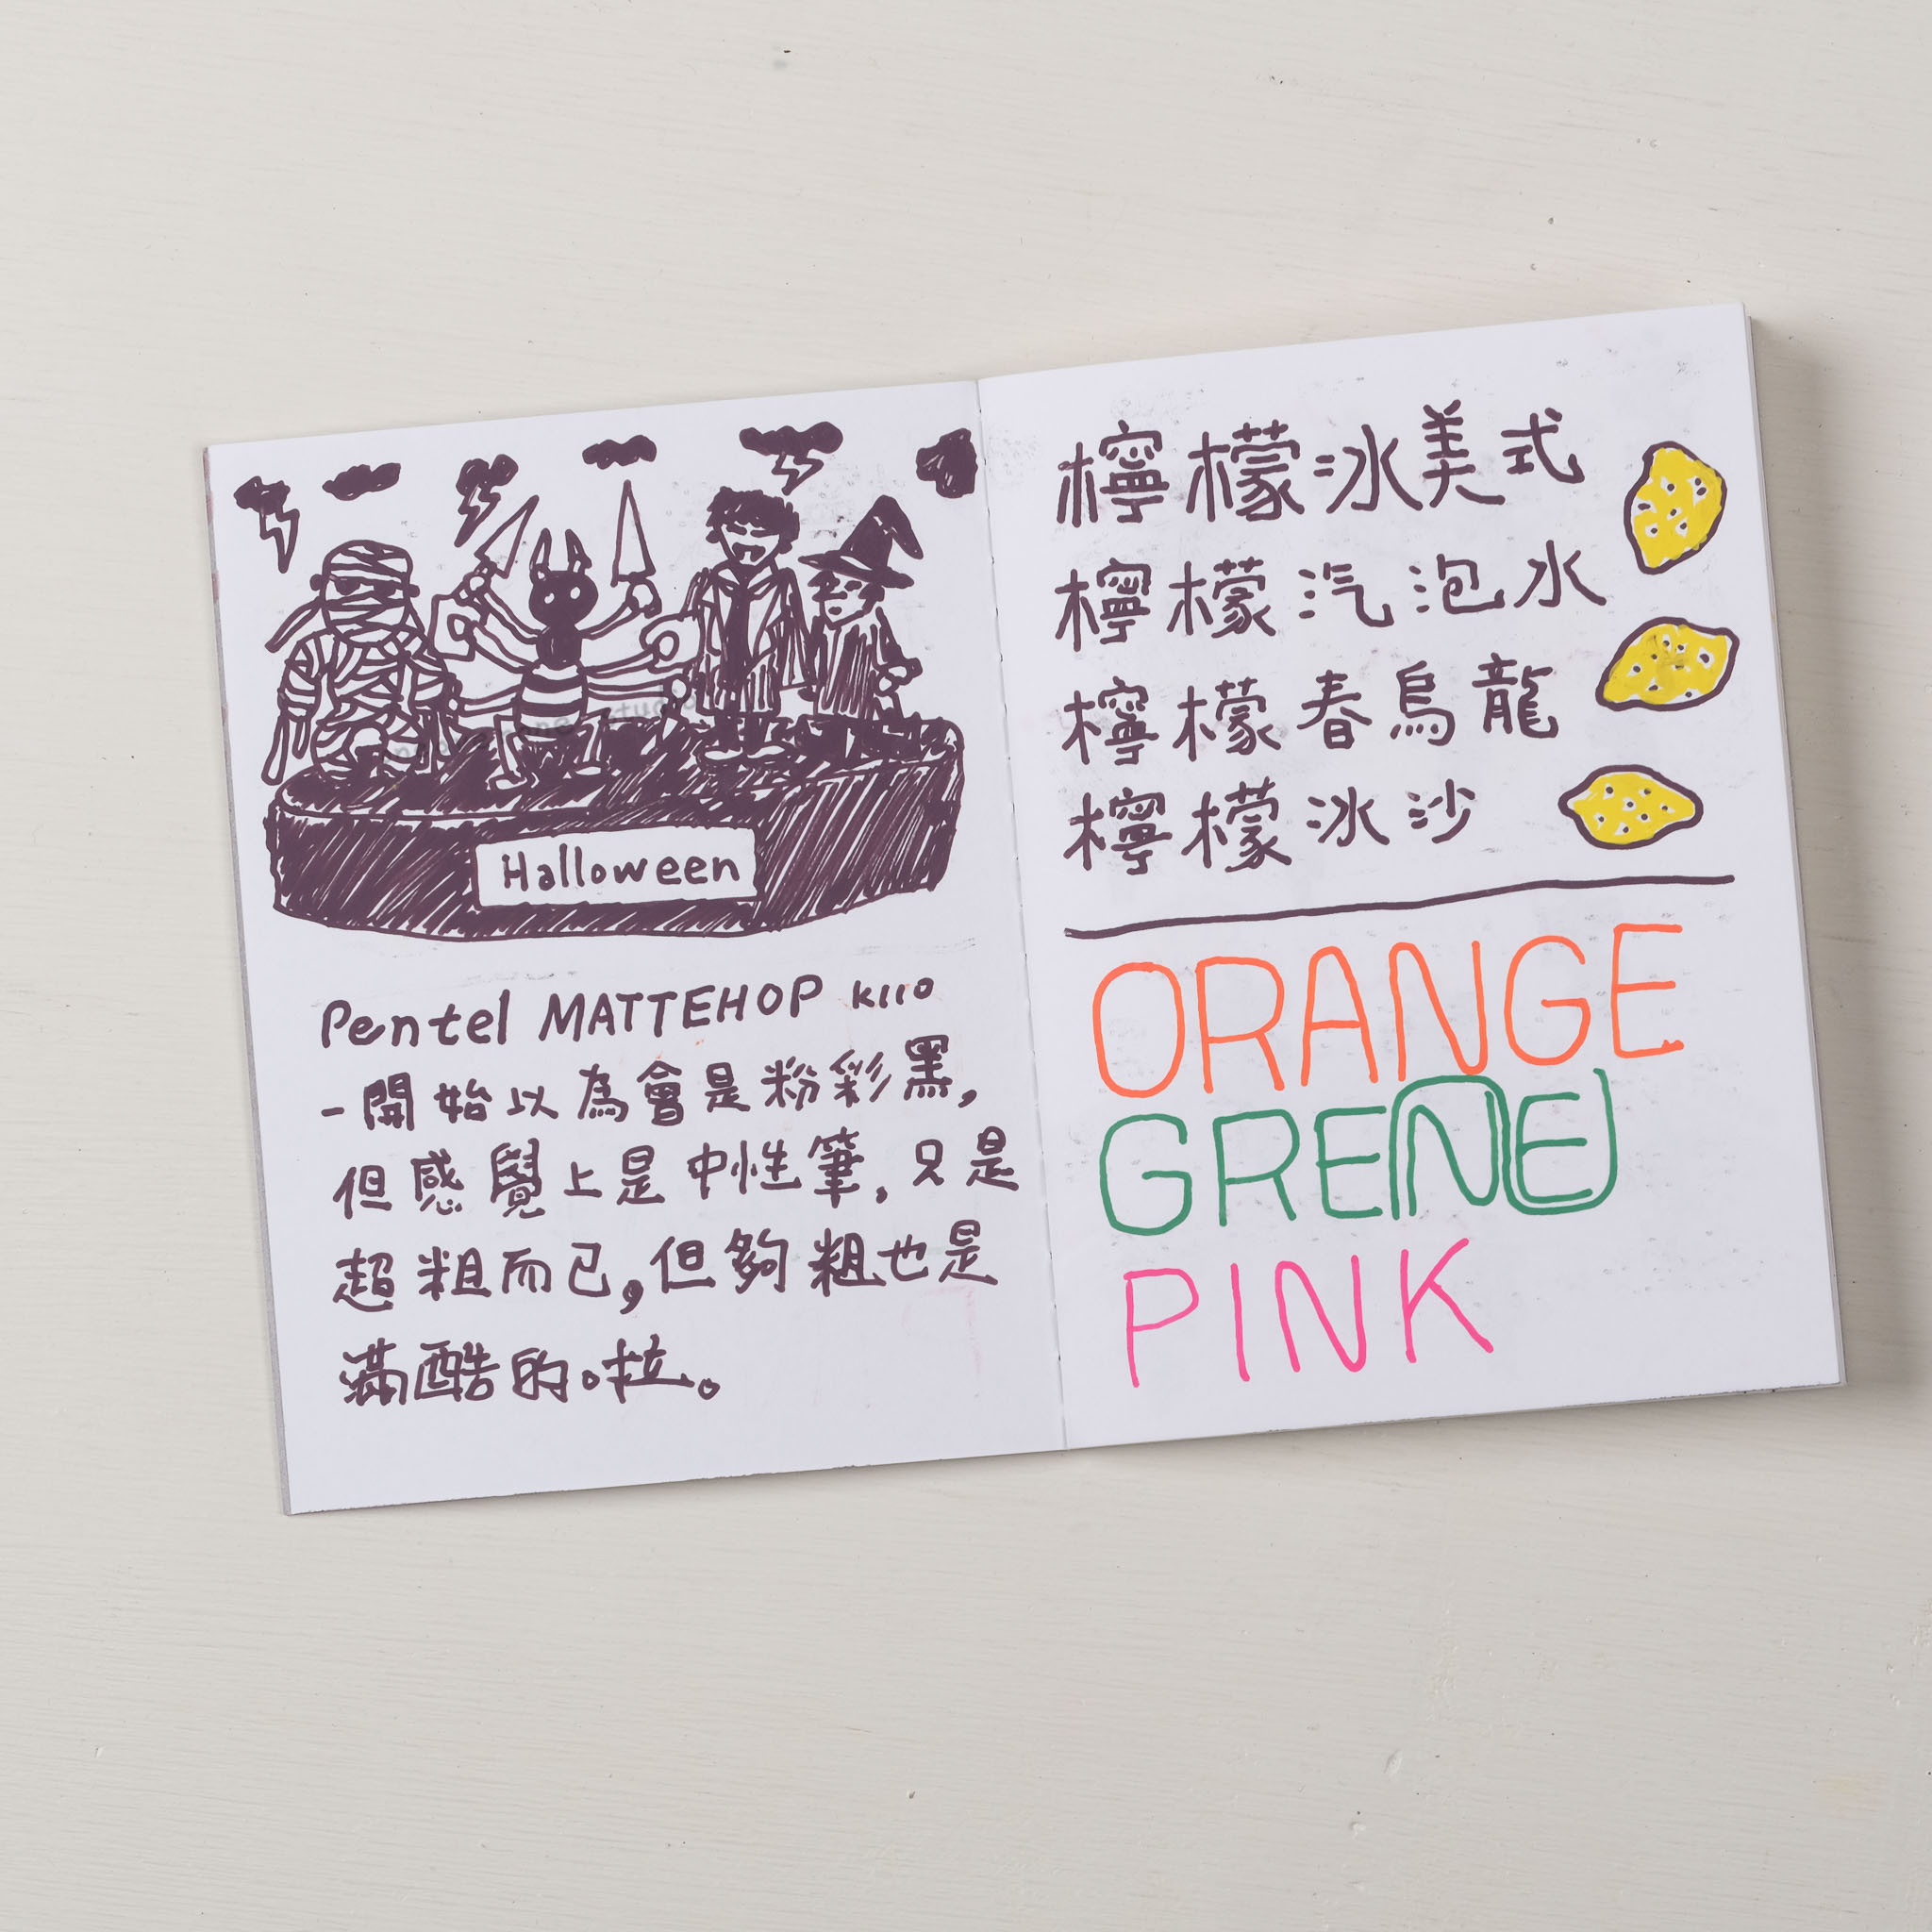 Halloween
Pentel MATTEHOP K110
一開始以為會是粉彩黑,
但感覺上是中性筆,只是
超粗而已,但夠粗也是
滿酷的。啦。
檸檬冰美式
檸檬汽泡水
檸檬春烏龍
檸檬冰沙
ORANGE
GRENE
PINK